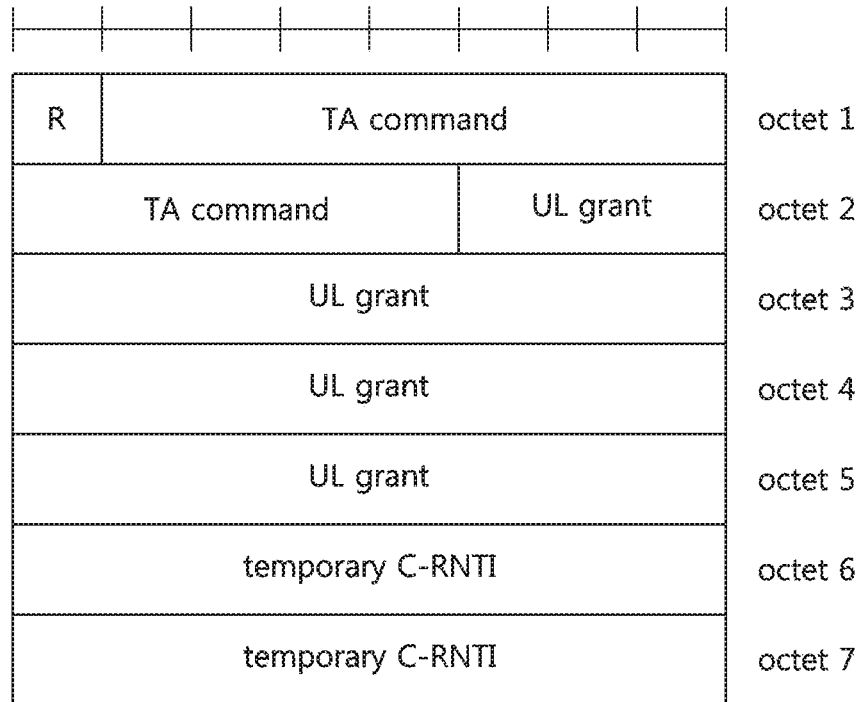 R TA command octet 1
TA command UL grant octet 2
UL grant octet 3
UL grant octet 4
UL grant octet 5
temporary C-RNTI octet 6
temporary C-RNTI octet 7